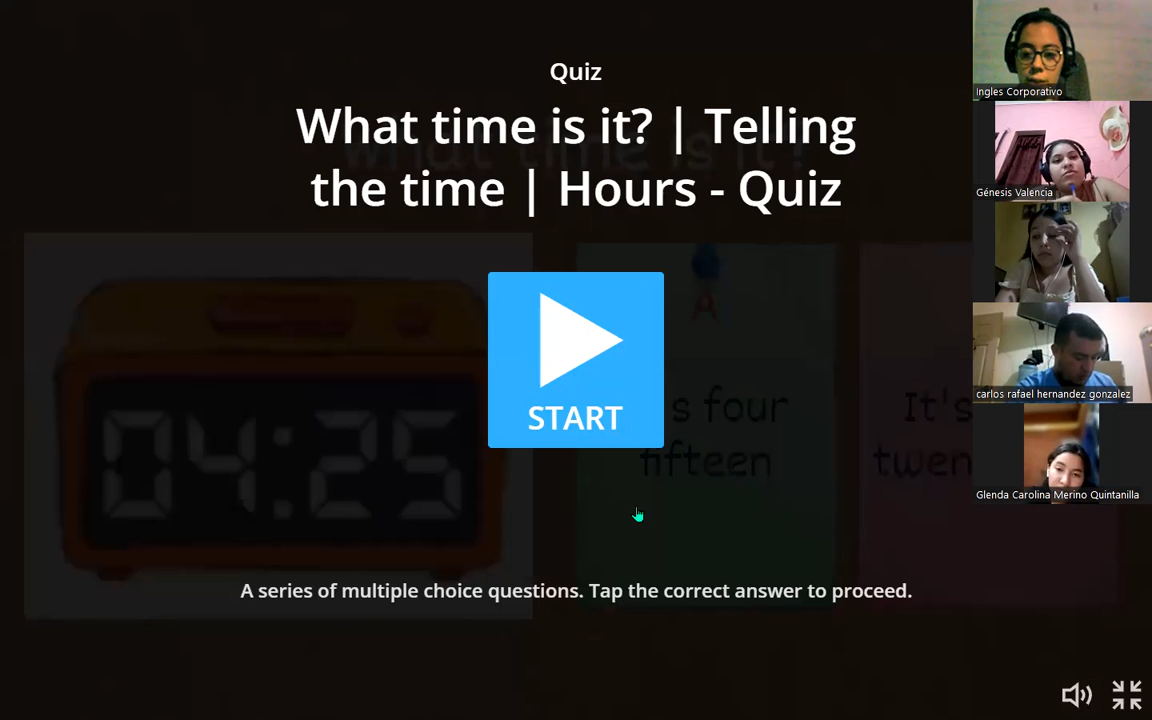 Quiz
What time is it? | Telling
the time | Hours - Quiz
START
04:25
s four
fifteen
A
It's
twen
A series of multiple choice questions. Tap the correct answer to proceed.
Ingles Corporativo
Génesis Valencia
carlos rafael hernandez gonzalez
Glenda Carolina Merino Quintanilla